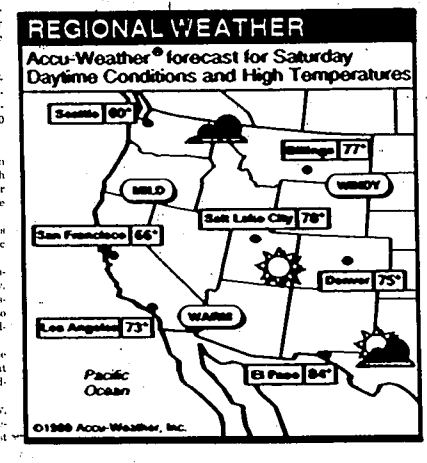 REGIONAL WEATHER
Accu-Weather® forecast for Saturday
Daytime Conditions and High Temperatures
Seattle 60°
Billings 77°
MILD
WINDY
Salt Lake City 78°
San Francisco 66°
Denver 75°
WARM
Los Angeles 73°
El Paso 84°
Pacific
Ocean
©1989 Accu-Weather, Inc.